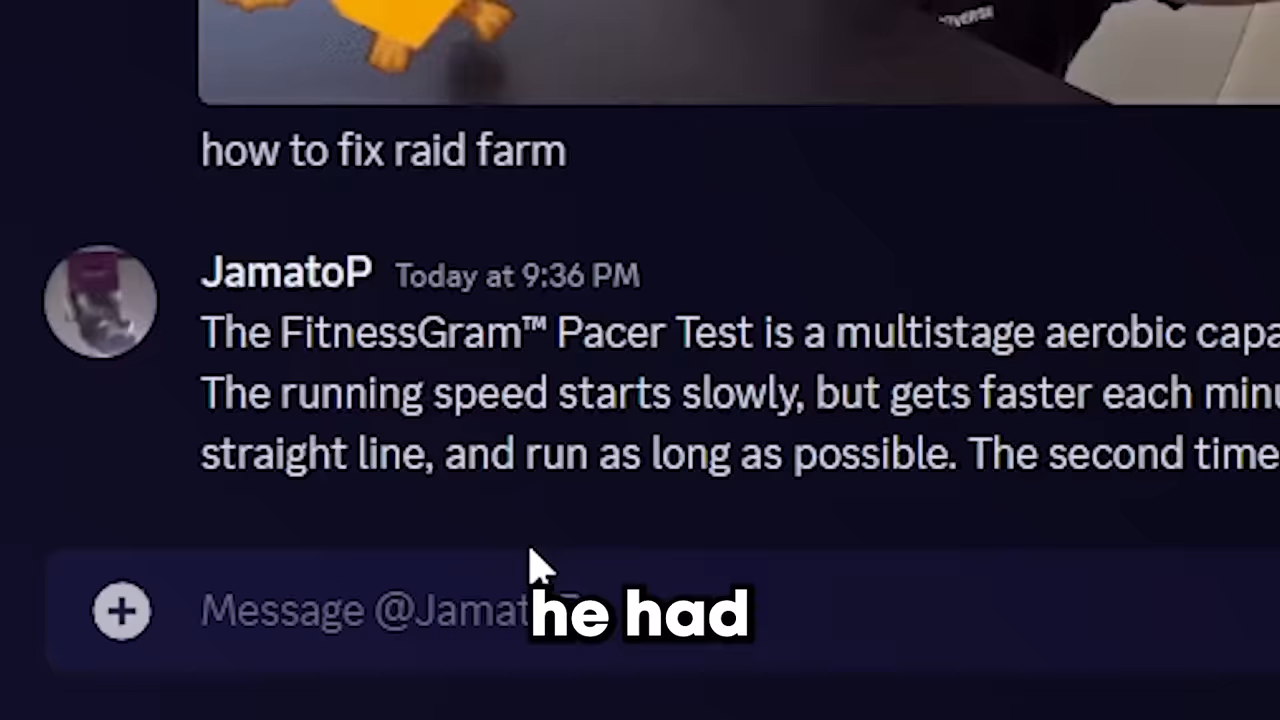 how to fix raid farm
JamatoP Today at 9:36 PM
The FitnessGram™ Pacer Test is a multistage aerobic capa
The running speed starts slowly, but gets faster each minu
straight line, and run as long as possible. The second time
Message @Jamat
he had